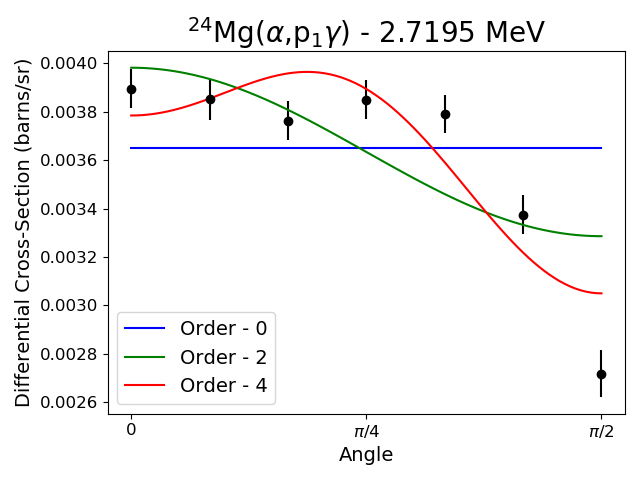 ²⁴Mg(α,p₁γ) - 2.7195 MeV
Differential Cross-Section (barns/sr)
0.0040
0.0038
0.0036
0.0034
0.0032
0.0030
0.0028
0.0026
Order - 0
Order - 2
Order - 4
0
π/4
π/2
Angle